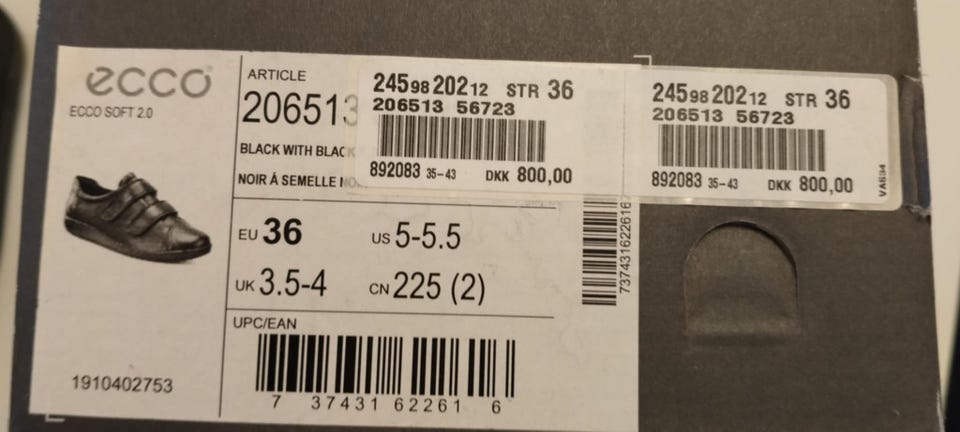 ecco
ECCO SOFT 2.0
1910402753
ARTICLE
206513
BLACK WITH BLACK
NOIR Á SEMELLE
EU 36 US 5-5.5
UK 3.5-4 CN 225 (2)
UPC/EAN
7 37431 62261 6
245 98 202 12 STR 36
206513 56723
892083 35-43 DKK 800,00
245 98 202 12 STR 36
206513 56723
892083 35-43 DKK 800,00
VA634
737431622616